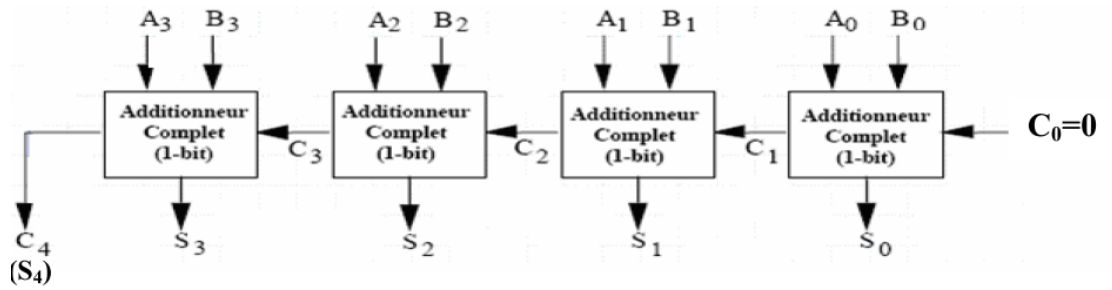 A3 B3 A2 B2 A1 B1 A0 B0
Additionneur
Complet
(1-bit)
Additionneur
Complet
(1-bit)
Additionneur
Complet
(1-bit)
Additionneur
Complet
(1-bit)
C3 C2 C1 C0=0
C4 S3 S2 S1 S0
(S4)